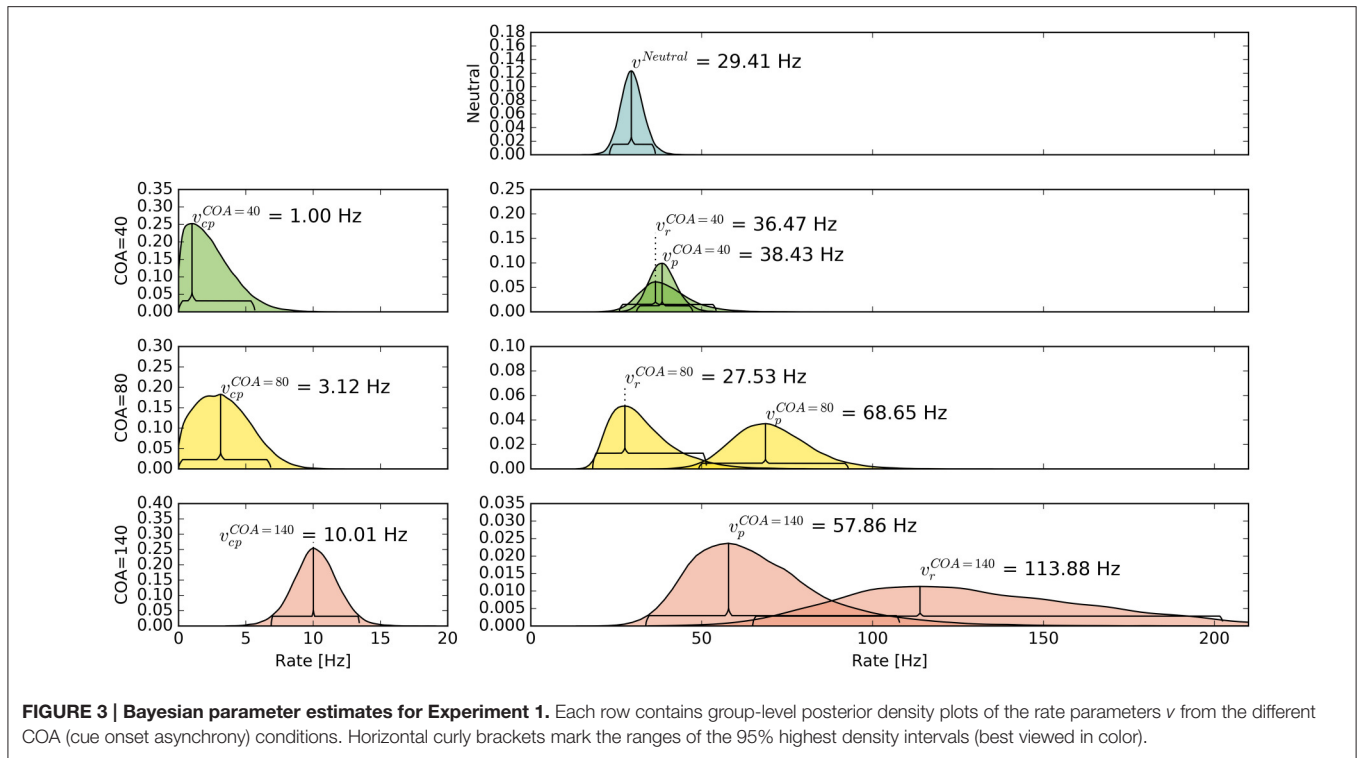 Neutral
0.18
0.16
0.14
0.12
0.10
0.08
0.06
0.04
0.02
0.00
v^{Neutral} = 29.41 Hz
COA=40
0.35
0.30
0.25
0.20
0.15
0.10
0.05
0.00
v_{cp}^{COA=40} = 1.00 Hz
0.25
0.20
0.15
0.10
0.05
0.00
v_r^{COA=40} = 36.47 Hz
v_p^{COA=40} = 38.43 Hz
COA=80
0.30
0.25
0.20
0.15
0.10
0.05
0.00
v_{cp}^{COA=80} = 3.12 Hz
0.10
0.08
0.06
0.04
0.02
0.00
v_r^{COA=80} = 27.53 Hz
v_p^{COA=80} = 68.65 Hz
COA=140
0.40
0.35
0.30
0.25
0.20
0.15
0.10
0.05
0.00
v_{cp}^{COA=140} = 10.01 Hz
0 5 10 15 20
Rate [Hz]
0.035
0.030
0.025
0.020
0.015
0.010
0.005
0.000
v_p^{COA=140} = 57.86 Hz
v_r^{COA=140} = 113.88 Hz
0 50 100 150 200
Rate [Hz]
FIGURE 3 | Bayesian parameter estimates for Experiment 1. Each row contains group-level posterior density plots of the rate parameters v from the different
COA (cue onset asynchrony) conditions. Horizontal curly brackets mark the ranges of the 95% highest density intervals (best viewed in color).